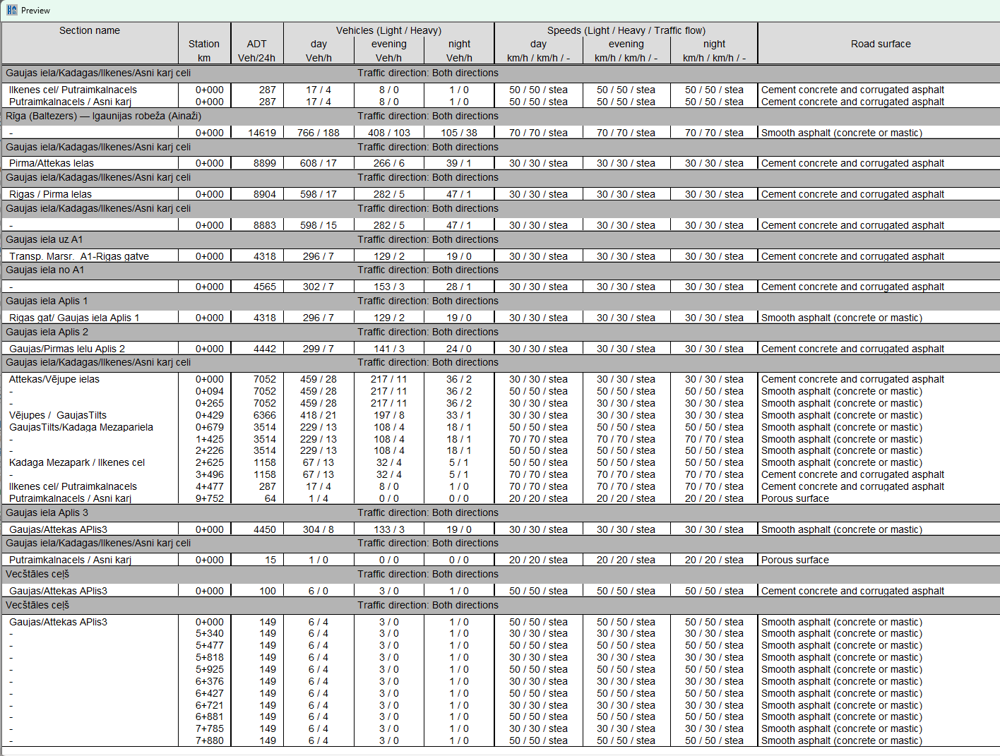 Preview
Section name Vehicles (Light / Heavy) Speeds (Light / Heavy / Traffic flow)
Station ADT day evening night day evening night Road surface
km Veh/24h Veh/h Veh/h Veh/h km/h / km/h / - km/h / km/h / - km/h / km/h / -
Gaujas iela/Kadagas/Ilkenes/Asni karj celi Traffic direction: Both directions
Ilkenes cel/ Putraimkalnacels 0+000 287 17 / 4 8 / 0 1 / 0 50 / 50 / stea 50 / 50 / stea 50 / 50 / stea Cement concrete and corrugated asphalt
Putraimkalnacels / Asni karj 0+000 287 17 / 4 8 / 0 1 / 0 50 / 50 / stea 50 / 50 / stea 50 / 50 / stea Cement concrete and corrugated asphalt
Rīga (Baltezers) — Igaunijas robeža (Ainaži) Traffic direction: Both directions
- 0+000 14619 766 / 188 408 / 103 105 / 38 70 / 70 / stea 70 / 70 / stea 70 / 70 / stea Smooth asphalt (concrete or mastic)
Gaujas iela/Kadagas/Ilkenes/Asni karj celi Traffic direction: Both directions
Pirma/Attekas Ielas 0+000 8899 608 / 17 266 / 6 39 / 1 30 / 30 / stea 30 / 30 / stea 30 / 30 / stea Cement concrete and corrugated asphalt
Gaujas iela/Kadagas/Ilkenes/Asni karj celi Traffic direction: Both directions
Rigas / Pirma Ielas 0+000 8904 598 / 17 282 / 5 47 / 1 30 / 30 / stea 30 / 30 / stea 30 / 30 / stea Cement concrete and corrugated asphalt
Gaujas iela/Kadagas/Ilkenes/Asni karj celi Traffic direction: Both directions
- 0+000 8883 598 / 15 282 / 5 47 / 1 30 / 30 / stea 30 / 30 / stea 30 / 30 / stea Cement concrete and corrugated asphalt
Gaujas iela uz A1 Traffic direction: Both directions
Transp. Marsr. A1-Rigas gatve 0+000 4318 296 / 7 129 / 2 19 / 0 30 / 30 / stea 30 / 30 / stea 30 / 30 / stea Cement concrete and corrugated asphalt
Gaujas iela no A1 Traffic direction: Both directions
- 0+000 4565 302 / 7 153 / 3 28 / 1 30 / 30 / stea 30 / 30 / stea 30 / 30 / stea Cement concrete and corrugated asphalt
Gaujas iela Aplis 1 Traffic direction: Both directions
Rigas gat/ Gaujas iela Aplis 1 0+000 4318 296 / 7 129 / 2 19 / 0 30 / 30 / stea 30 / 30 / stea 30 / 30 / stea Smooth asphalt (concrete or mastic)
Gaujas iela Aplis 2 Traffic direction: Both directions
Gaujas/Pirmas Ielu Aplis 2 0+000 4442 299 / 7 141 / 3 24 / 0 30 / 30 / stea 30 / 30 / stea 30 / 30 / stea Cement concrete and corrugated asphalt
Gaujas iela/Kadagas/Ilkenes/Asni karj celi Traffic direction: Both directions
Attekas/Vējupe ielas 0+000 7052 459 / 28 217 / 11 36 / 2 30 / 30 / stea 30 / 30 / stea 30 / 30 / stea Cement concrete and corrugated asphalt
- 0+094 7052 459 / 28 217 / 11 36 / 2 50 / 50 / stea 50 / 50 / stea 50 / 50 / stea Smooth asphalt (concrete or mastic)
- 0+265 7052 459 / 28 217 / 11 36 / 2 30 / 30 / stea 30 / 30 / stea 30 / 30 / stea Smooth asphalt (concrete or mastic)
Vējupes / GaujasTilts 0+429 6366 418 / 21 197 / 8 33 / 1 30 / 30 / stea 30 / 30 / stea 30 / 30 / stea Smooth asphalt (concrete or mastic)
GaujasTilts/Kadaga Mezapariela 0+679 3514 229 / 13 108 / 4 18 / 1 50 / 50 / stea 50 / 50 / stea 50 / 50 / stea Smooth asphalt (concrete or mastic)
- 1+425 3514 229 / 13 108 / 4 18 / 1 70 / 70 / stea 70 / 70 / stea 70 / 70 / stea Smooth asphalt (concrete or mastic)
- 2+226 3514 229 / 13 108 / 4 18 / 1 50 / 50 / stea 50 / 50 / stea 50 / 50 / stea Smooth asphalt (concrete or mastic)
Kadaga Mezapark / Ilkenes cel 2+625 1158 67 / 13 32 / 4 5 / 1 50 / 50 / stea 50 / 50 / stea 50 / 50 / stea Smooth asphalt (concrete or mastic)
- 3+496 1158 67 / 13 32 / 4 5 / 1 70 / 70 / stea 70 / 70 / stea 70 / 70 / stea Cement concrete and corrugated asphalt
Ilkenes cel/ Putraimkalnacels 4+477 287 17 / 4 8 / 0 1 / 0 70 / 70 / stea 70 / 70 / stea 70 / 70 / stea Cement concrete and corrugated asphalt
Putraimkalnacels / Asni karj 9+752 64 1 / 4 0 / 0 0 / 0 20 / 20 / stea 20 / 20 / stea 20 / 20 / stea Porous surface
Gaujas iela Aplis 3 Traffic direction: Both directions
Gaujas/Attekas APlis3 0+000 4450 304 / 8 133 / 3 19 / 0 30 / 30 / stea 30 / 30 / stea 30 / 30 / stea Smooth asphalt (concrete or mastic)
Gaujas iela/Kadagas/Ilkenes/Asni karj celi Traffic direction: Both directions
Putraimkalnacels / Asni karj 0+000 15 1 / 0 0 / 0 0 / 0 20 / 20 / stea 20 / 20 / stea 20 / 20 / stea Porous surface
Vecštāles ceļš Traffic direction: Both directions
Gaujas/Attekas APlis3 0+000 100 6 / 0 3 / 0 1 / 0 50 / 50 / stea 50 / 50 / stea 50 / 50 / stea Cement concrete and corrugated asphalt
Vecštāles ceļš Traffic direction: Both directions
Gaujas/Attekas APlis3 0+000 149 6 / 4 3 / 0 1 / 0 50 / 50 / stea 50 / 50 / stea 50 / 50 / stea Smooth asphalt (concrete or mastic)
- 5+340 149 6 / 4 3 / 0 1 / 0 30 / 30 / stea 30 / 30 / stea 30 / 30 / stea Smooth asphalt (concrete or mastic)
- 5+477 149 6 / 4 3 / 0 1 / 0 50 / 50 / stea 50 / 50 / stea 50 / 50 / stea Smooth asphalt (concrete or mastic)
- 5+818 149 6 / 4 3 / 0 1 / 0 30 / 30 / stea 30 / 30 / stea 30 / 30 / stea Smooth asphalt (concrete or mastic)
- 5+925 149 6 / 4 3 / 0 1 / 0 50 / 50 / stea 50 / 50 / stea 50 / 50 / stea Smooth asphalt (concrete or mastic)
- 6+376 149 6 / 4 3 / 0 1 / 0 30 / 30 / stea 30 / 30 / stea 30 / 30 / stea Smooth asphalt (concrete or mastic)
- 6+427 149 6 / 4 3 / 0 1 / 0 50 / 50 / stea 50 / 50 / stea 50 / 50 / stea Smooth asphalt (concrete or mastic)
- 6+721 149 6 / 4 3 / 0 1 / 0 30 / 30 / stea 30 / 30 / stea 30 / 30 / stea Smooth asphalt (concrete or mastic)
- 6+881 149 6 / 4 3 / 0 1 / 0 50 / 50 / stea 50 / 50 / stea 50 / 50 / stea Smooth asphalt (concrete or mastic)
- 7+785 149 6 / 4 3 / 0 1 / 0 30 / 30 / stea 30 / 30 / stea 30 / 30 / stea Smooth asphalt (concrete or mastic)
- 7+880 149 6 / 4 3 / 0 1 / 0 50 / 50 / stea 50 / 50 / stea 50 / 50 / stea Smooth asphalt (concrete or mastic)